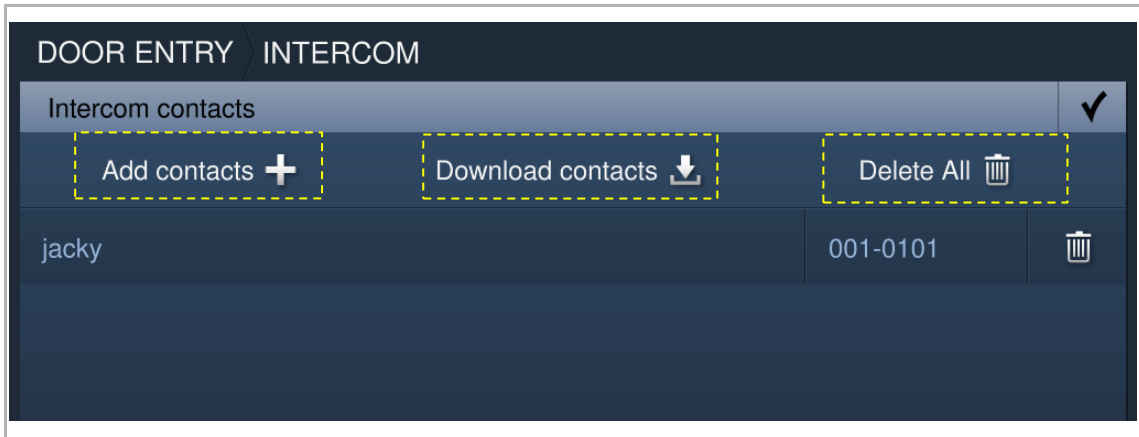 DOOR ENTRY INTERCOM
Intercom contacts
Add contacts Download contacts Delete All
jacky 001-0101